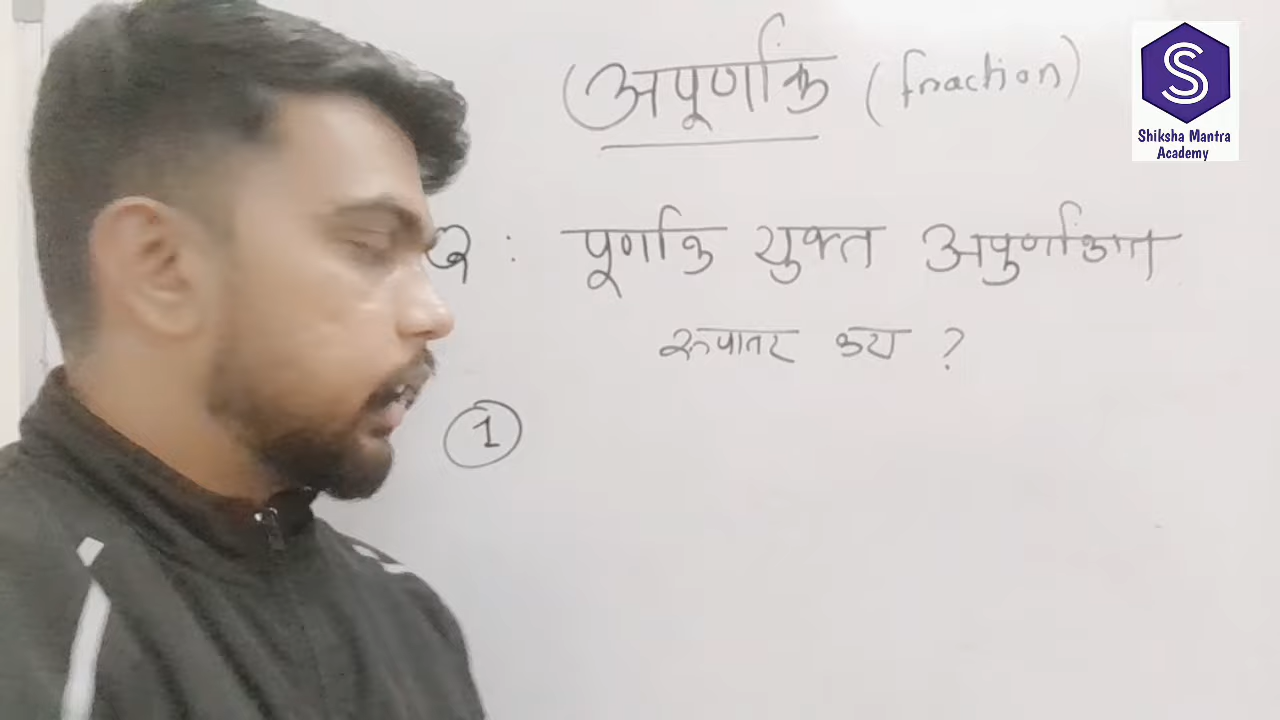 (अपूर्णांक (fraction)
Shiksha Mantra
Academy
: पूर्णांक युक्त अपुर्णांकात
रूपातर करा ?
1